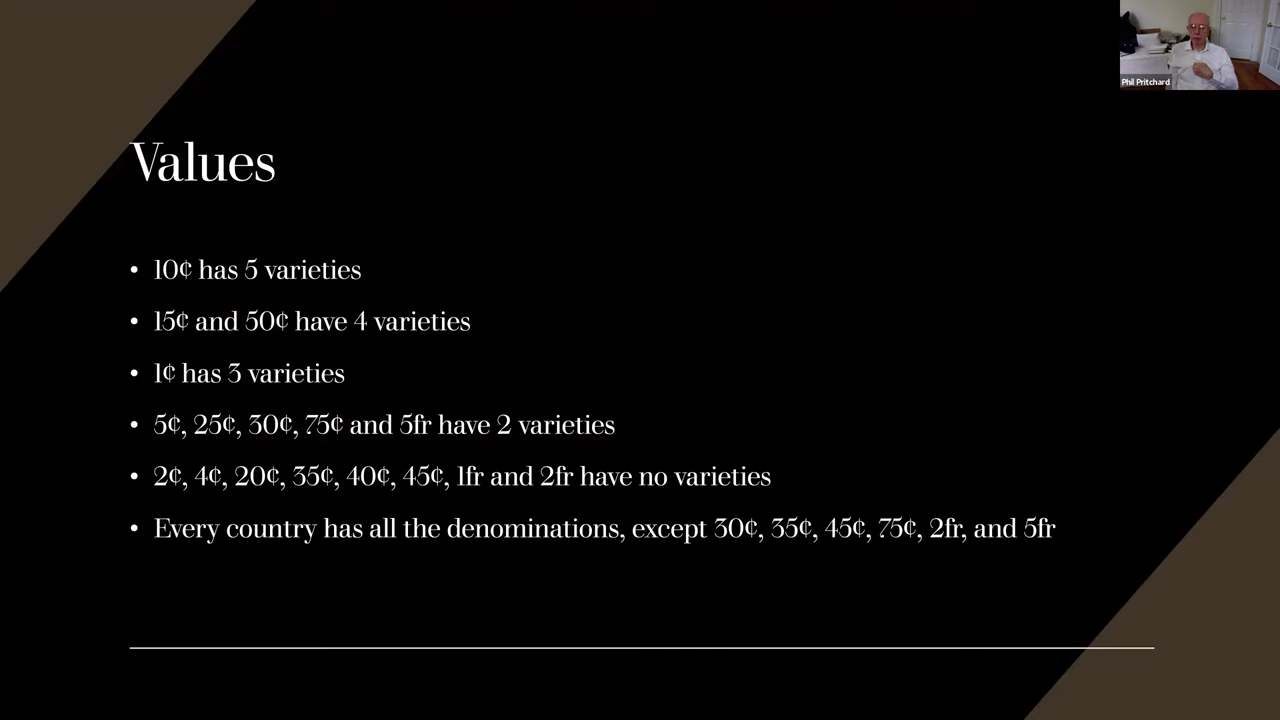 Phil Pritchard
Values
• 10¢ has 5 varieties
• 15¢ and 50¢ have 4 varieties
• 1¢ has 3 varieties
• 5¢, 25¢, 30¢, 75¢ and 5fr have 2 varieties
• 2¢, 4¢, 20¢, 35¢, 40¢, 45¢, 1fr and 2fr have no varieties
• Every country has all the denominations, except 30¢, 35¢, 45¢, 75¢, 2fr, and 5fr